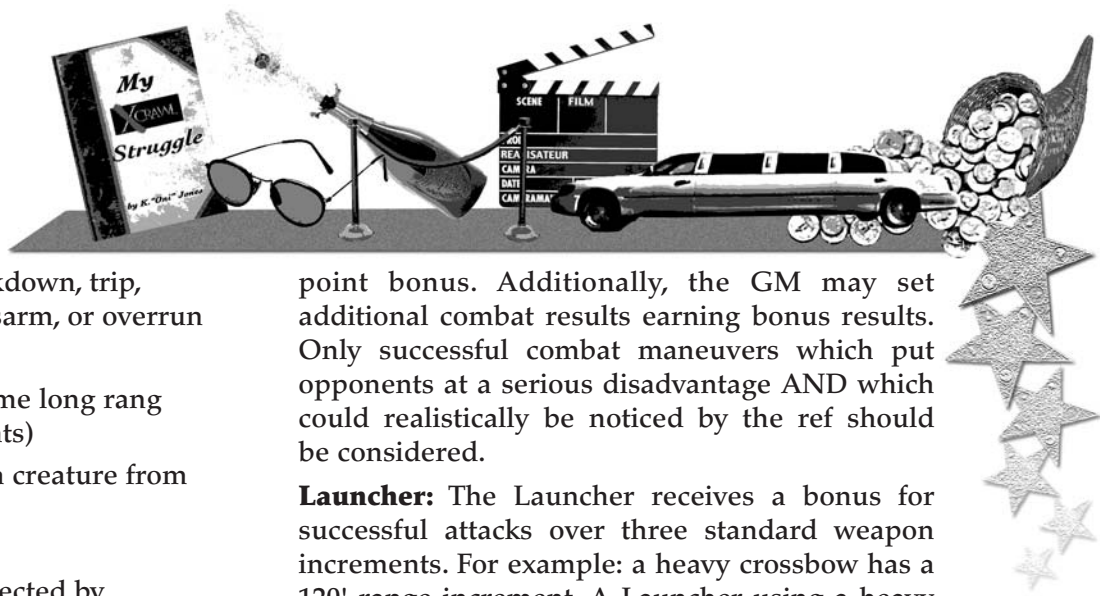 My
XCRAWL
Struggle
by K. "Oni" Jones
SCENE FILM
REALISATEUR
CAMERA
DATE
CAMERAMAN
kdown, trip,
sarm, or overrun
me long rang
nts)
n creature from
ected by
point bonus. Additionally, the GM may set
additional combat results earning bonus results.
Only successful combat maneuvers which put
opponents at a serious disadvantage AND which
could realistically be noticed by the ref should
be considered.
Launcher: The Launcher receives a bonus for
successful attacks over three standard weapon
increments. For example: a heavy crossbow has a
120' range increment. A Launcher using a heavy